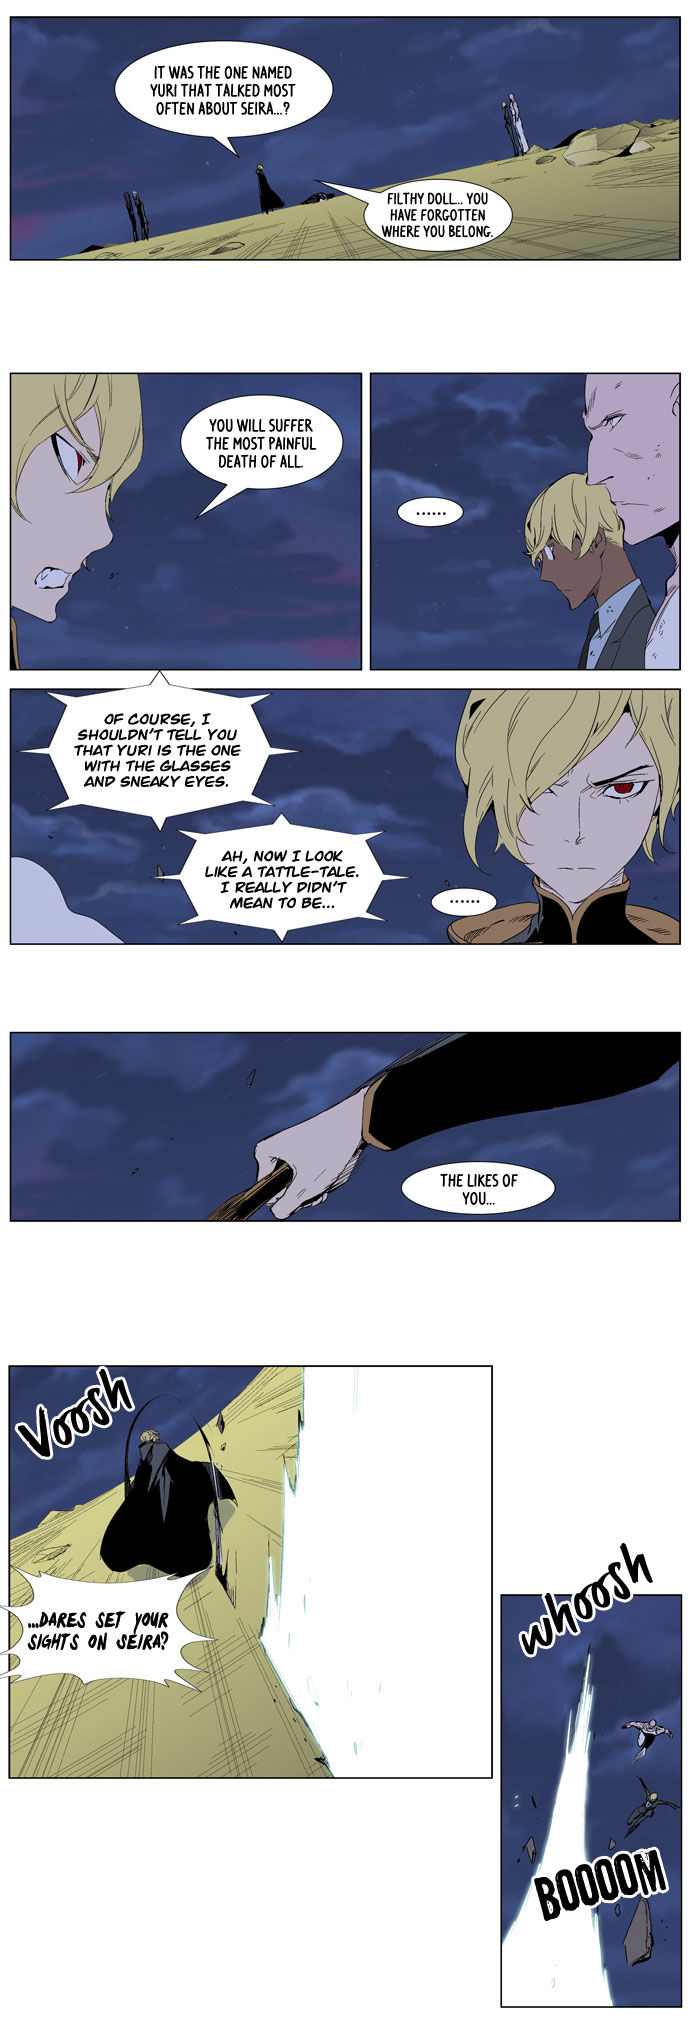 IT WAS THE ONE NAMED
YURI THAT TALKED MOST
OFTEN ABOUT SEIRA...?
FILTHY DOLL... YOU
HAVE FORGOTTEN
WHERE YOU BELONG.
YOU WILL SUFFER
THE MOST PAINFUL
DEATH OF ALL.
......
OF COURSE, I
SHOULDN'T TELL YOU
THAT YURI IS THE ONE
WITH THE GLASSES
AND SNEAKY EYES.
AH, NOW I LOOK
LIKE A TATTLE-TALE.
I REALLY DIDN'T
MEAN TO BE...
......
THE LIKES OF
YOU...
Voosh
...DARES SET YOUR
SIGHTS ON SEIRA?
whoosh
BOOOOM